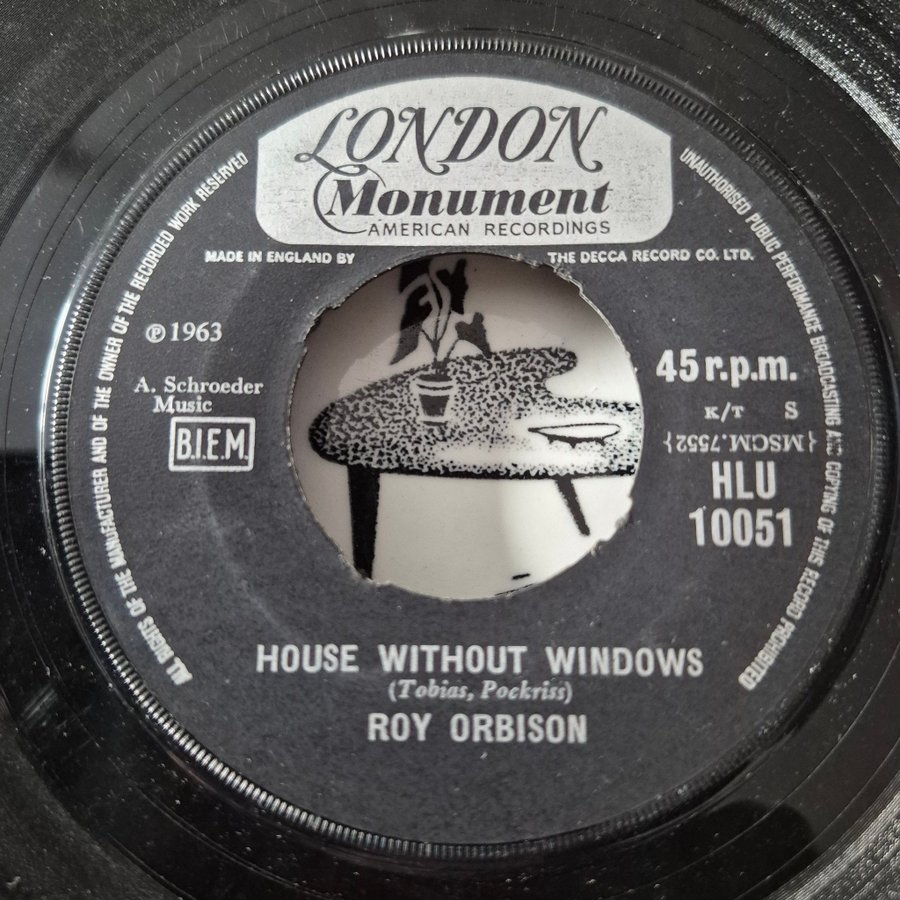 LONDON
Monument
AMERICAN RECORDINGS
MADE IN ENGLAND BY THE DECCA RECORD CO. LTD.
ALL RIGHTS OF THE MANUFACTURER AND OF THE OWNER OF THE RECORDED WORK RESERVED
UNAUTHORISED PUBLIC PERFORMANCE BROADCASTING AND COPYING OF THIS RECORD PROHIBITED
℗1963
A. Schroeder
Music
B.I.E.M.
45 r.p.m.
K/T S
{MSCM.7552}
HLU
10051
HOUSE WITHOUT WINDOWS
(Tobias, Pockriss)
ROY ORBISON